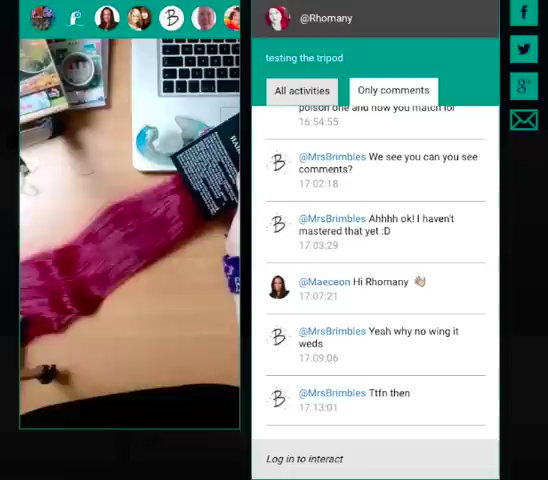 @Rhomany
testing the tripod
All activities
Only comments
poison one and now you match lol
16:54:55
@MrsBrimbles We see you can you see
comments?
17:02:18
@MrsBrimbles Ahhhh ok! I haven't
mastered that yet :D
17:03:29
@Maeceon Hi Rhomany 👋🏼
17:07:21
@MrsBrimbles Yeah why no wing it
weds
17:09:06
@MrsBrimbles Ttfn then
17:13:01
Log in to interact